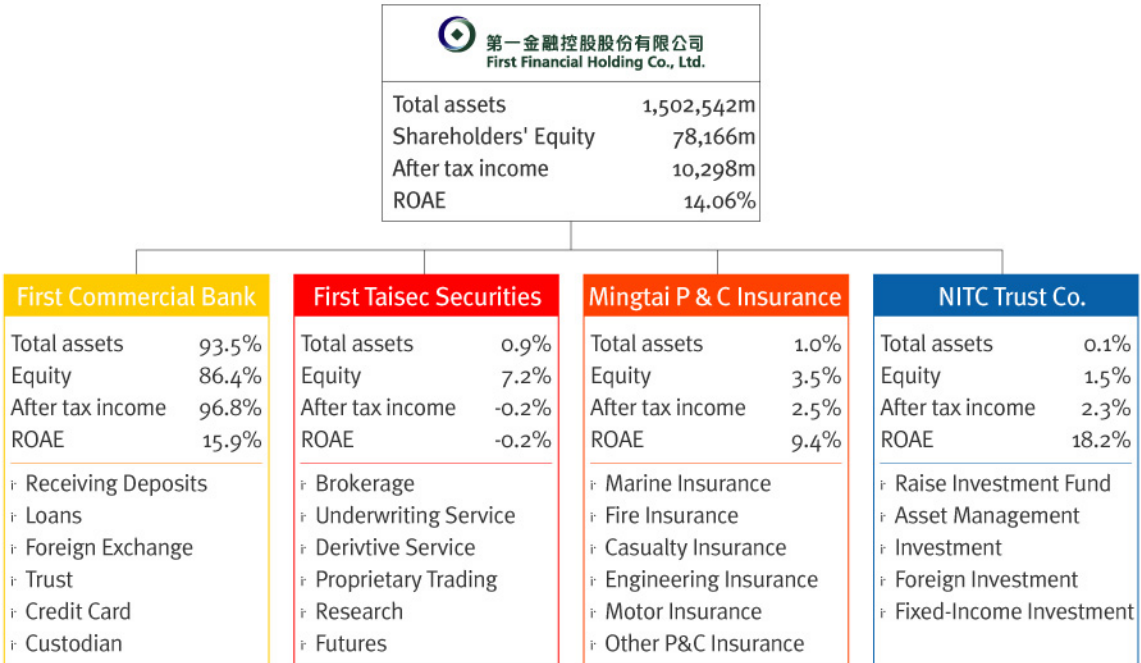 第一金融控股股份有限公司
First Financial Holding Co., Ltd.
Total assets 1,502,542m
Shareholders' Equity 78,166m
After tax income 10,298m
ROAE 14.06%
First Commercial Bank
Total assets 93.5%
Equity 86.4%
After tax income 96.8%
ROAE 15.9%
Receiving Deposits
Loans
Foreign Exchange
Trust
Credit Card
Custodian
First Taisec Securities
Total assets 0.9%
Equity 7.2%
After tax income -0.2%
ROAE -0.2%
Brokerage
Underwriting Service
Derivtive Service
Proprietary Trading
Research
Futures
Mingtai P & C Insurance
Total assets 1.0%
Equity 3.5%
After tax income 2.5%
ROAE 9.4%
Marine Insurance
Fire Insurance
Casualty Insurance
Engineering Insurance
Motor Insurance
Other P&C Insurance
NITC Trust Co.
Total assets 0.1%
Equity 1.5%
After tax income 2.3%
ROAE 18.2%
Raise Investment Fund
Asset Management
Investment
Foreign Investment
Fixed-Income Investment